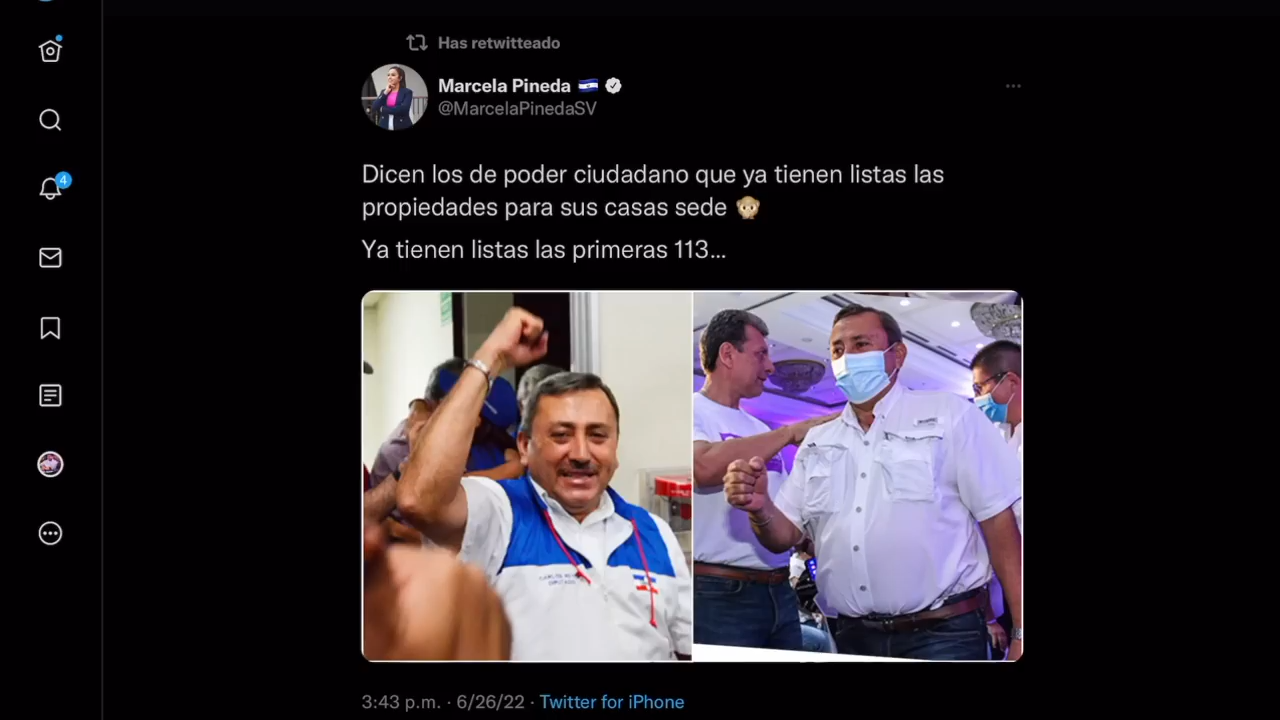 Has retwitteado
Marcela Pineda
@MarcelaPinedaSV
4
Dicen los de poder ciudadano que ya tienen listas las
propiedades para sus casas sede
Ya tienen listas las primeras 113...
3:43 p.m. · 6/26/22 · Twitter for iPhone